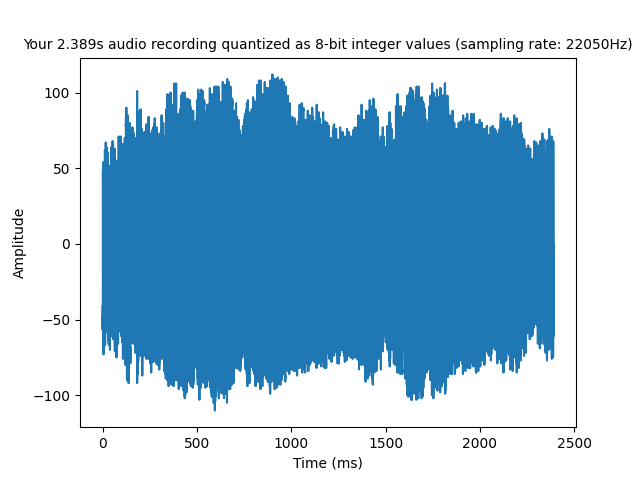 Your 2.389s audio recording quantized as 8-bit integer values (sampling rate: 22050Hz)
100
50
0
−50
−100
Amplitude
0 500 1000 1500 2000 2500
Time (ms)